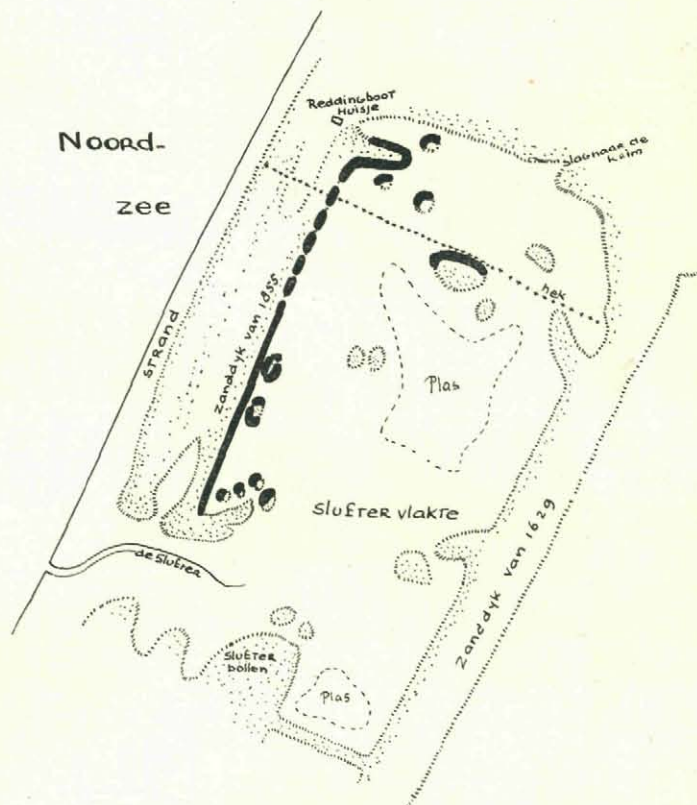 Reddingboot
Huisje
Noord-
zee
slag naar de
Keim
hek
Zanddyk van 1855
STRAND
Plas
Slufter vlakte
Zanddyk van 1629
de Slufter
Slufter
bollen
Plas